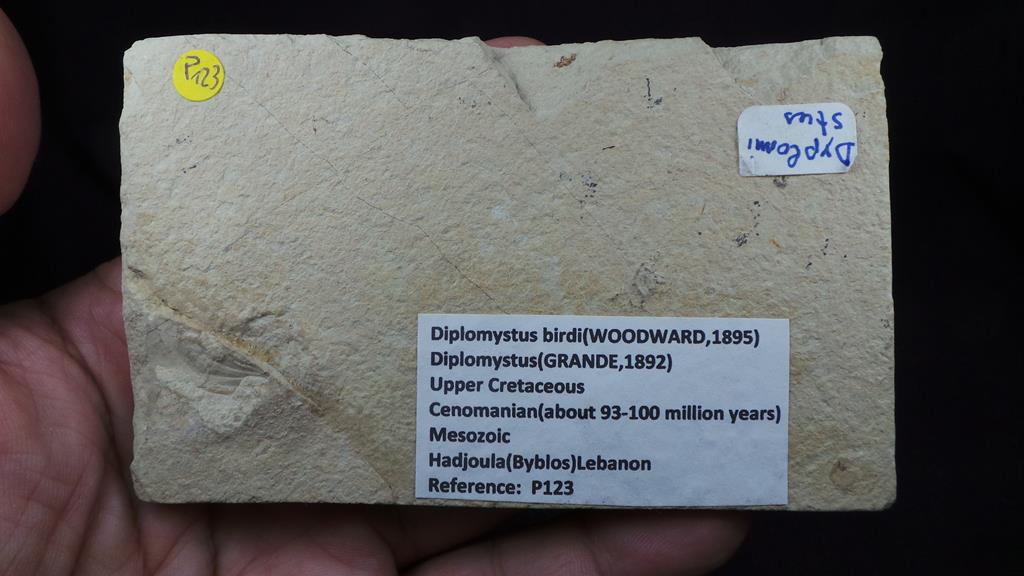 P123
Dyplomi
stus
Diplomystus birdi(WOODWARD,1895)
Diplomystus(GRANDE,1892)
Upper Cretaceous
Cenomanian(about 93-100 million years)
Mesozoic
Hadjoula(Byblos)Lebanon
Reference: P123